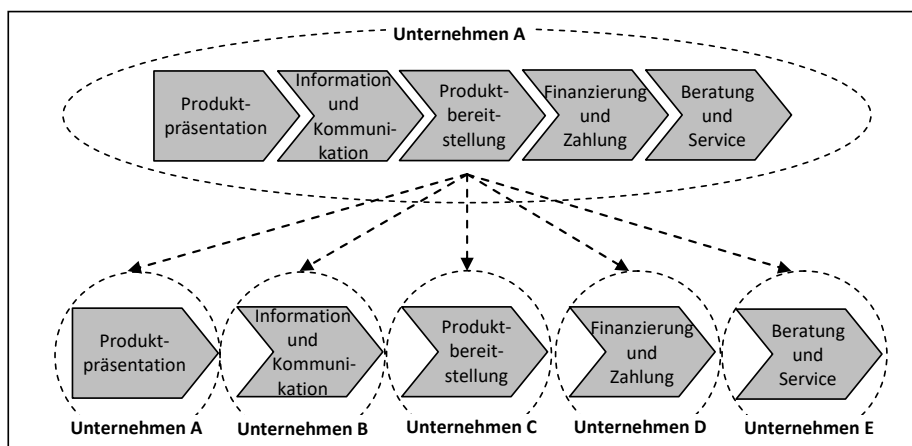 Unternehmen A
Produkt-
präsentation
Information
und
Kommuni-
kation
Produkt-
bereit-
stellung
Finanzierung
und
Zahlung
Beratung
und
Service
Produkt-
präsentation
Information
und
Kommuni-
kation
Produkt-
bereit-
stellung
Finanzierung
und
Zahlung
Beratung
und
Service
Unternehmen A
Unternehmen B
Unternehmen C
Unternehmen D
Unternehmen E